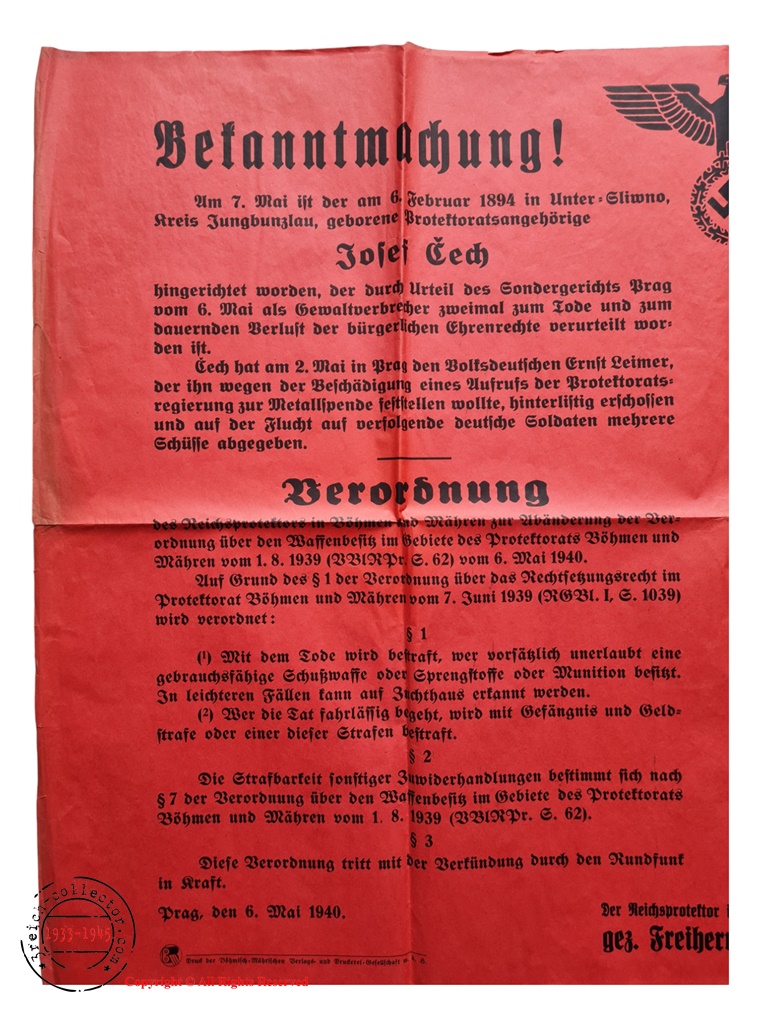 Bekanntmachung!
Am 7. Mai ist der am 6. Februar 1894 in Unter-Sliwno,
Kreis Jungbunzlau, geborene Protektoratsangehörige
Josef Čech
hingerichtet worden, der durch Urteil des Sondergerichts Prag
vom 6. Mai als Gewaltverbrecher zweimal zum Tode und zum
dauernden Verlust der bürgerlichen Ehrenrechte verurteilt wor-
den ist.
Čech hat am 2. Mai in Prag den Volksdeutschen Ernst Leimer,
der ihn wegen der Beschädigung eines Aufrufs der Protektorats-
regierung zur Metallspende feststellen wollte, hinterlistig erschossen
und auf der Flucht auf verfolgende deutsche Soldaten mehrere
Schüsse abgegeben.
Verordnung
des Reichsprotektors in Böhmen und Mähren zur Abänderung der Ver-
ordnung über den Waffenbesitz im Gebiete des Protektorats Böhmen und
Mähren vom 1. 8. 1939 (VBlRPr. S. 62) vom 6. Mai 1940.
Auf Grund des § 1 der Verordnung über das Rechtsetzungsrecht im
Protektorat Böhmen und Mähren vom 7. Juni 1939 (RGBl. I, S. 1039)
wird verordnet:
§ 1
(¹) Mit dem Tode wird bestraft, wer vorsätzlich unerlaubt eine
gebrauchsfähige Schußwaffe oder Sprengstoffe oder Munition besitzt.
In leichteren Fällen kann auf Zuchthaus erkannt werden.
(²) Wer die Tat fahrlässig begeht, wird mit Gefängnis und Geld-
strafe oder einer dieser Strafen bestraft.
§ 2
Die Strafbarkeit sonstiger Zuwiderhandlungen bestimmt sich nach
§ 7 der Verordnung über den Waffenbesitz im Gebiete des Protektorats
Böhmen und Mähren vom 1. 8. 1939 (VBlRPr. S. 62).
§ 3
Diese Verordnung tritt mit der Verkündung durch den Rundfunk
in Kraft.
Prag, den 6. Mai 1940.
Der Reichsprotektor
gez. Freiherr
Druck der Böhmisch-Mährischen Verlags- und Druckerei-Gesellschaft m. b. H.
3reich-collector.com
1933-1945
Copyright © All Rights Reserved